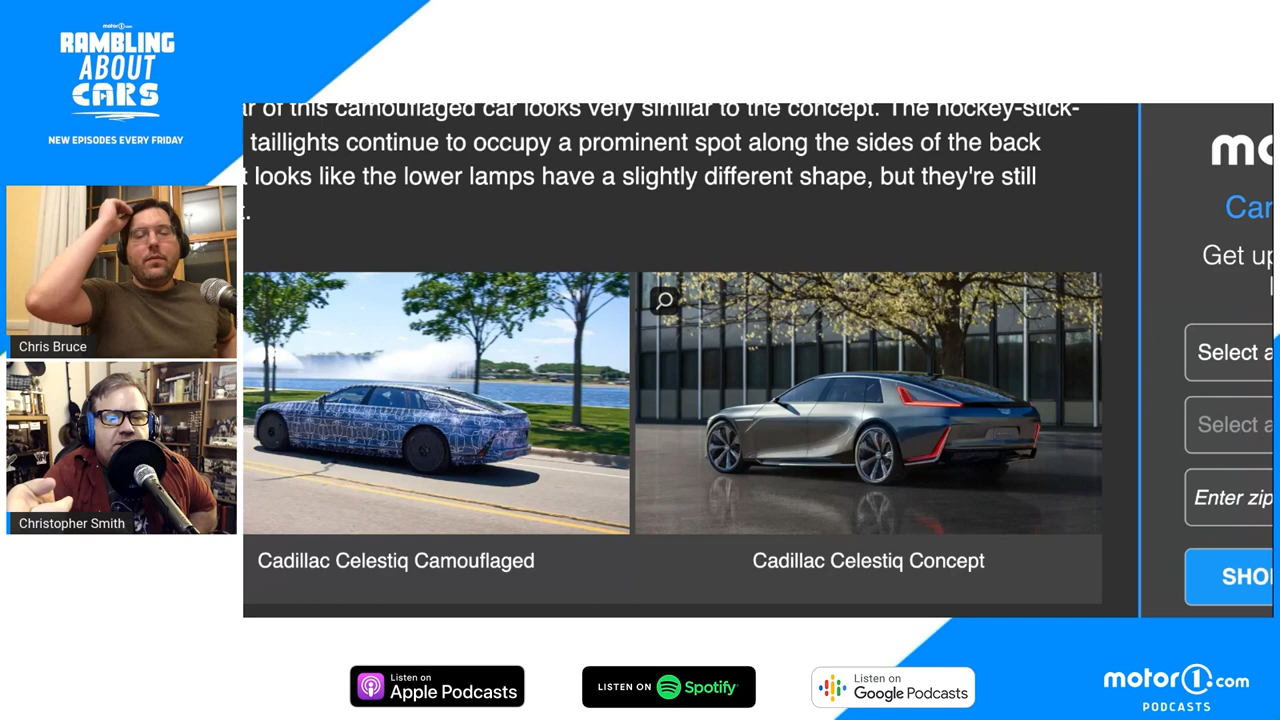 motor1.com
RAMBLING
ABOUT
CARS
NEW EPISODES EVERY FRIDAY
Chris Bruce
Christopher Smith
of this camouflaged car looks very similar to the concept. The hockey-stick-
taillights continue to occupy a prominent spot along the sides of the back
looks like the lower lamps have a slightly different shape, but they're still
Cadillac Celestiq Camouflaged
Cadillac Celestiq Concept
Get
Select
Select
Enter zip
Listen on
Apple Podcasts
LISTEN ON Spotify
Listen on
Google Podcasts
motor1.com
PODCASTS